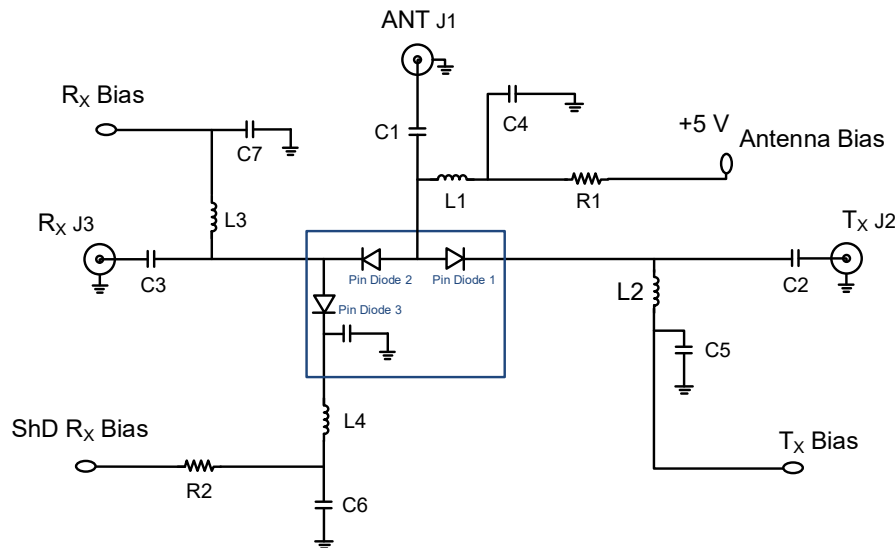 ANT J1
RX Bias
C7
C1
C4
+5 V
Antenna Bias
L1
R1
L3
RX J3
TX J2
C3
Pin Diode 2
Pin Diode 1
C2
L2
Pin Diode 3
C5
L4
ShD RX Bias
TX Bias
R2
C6